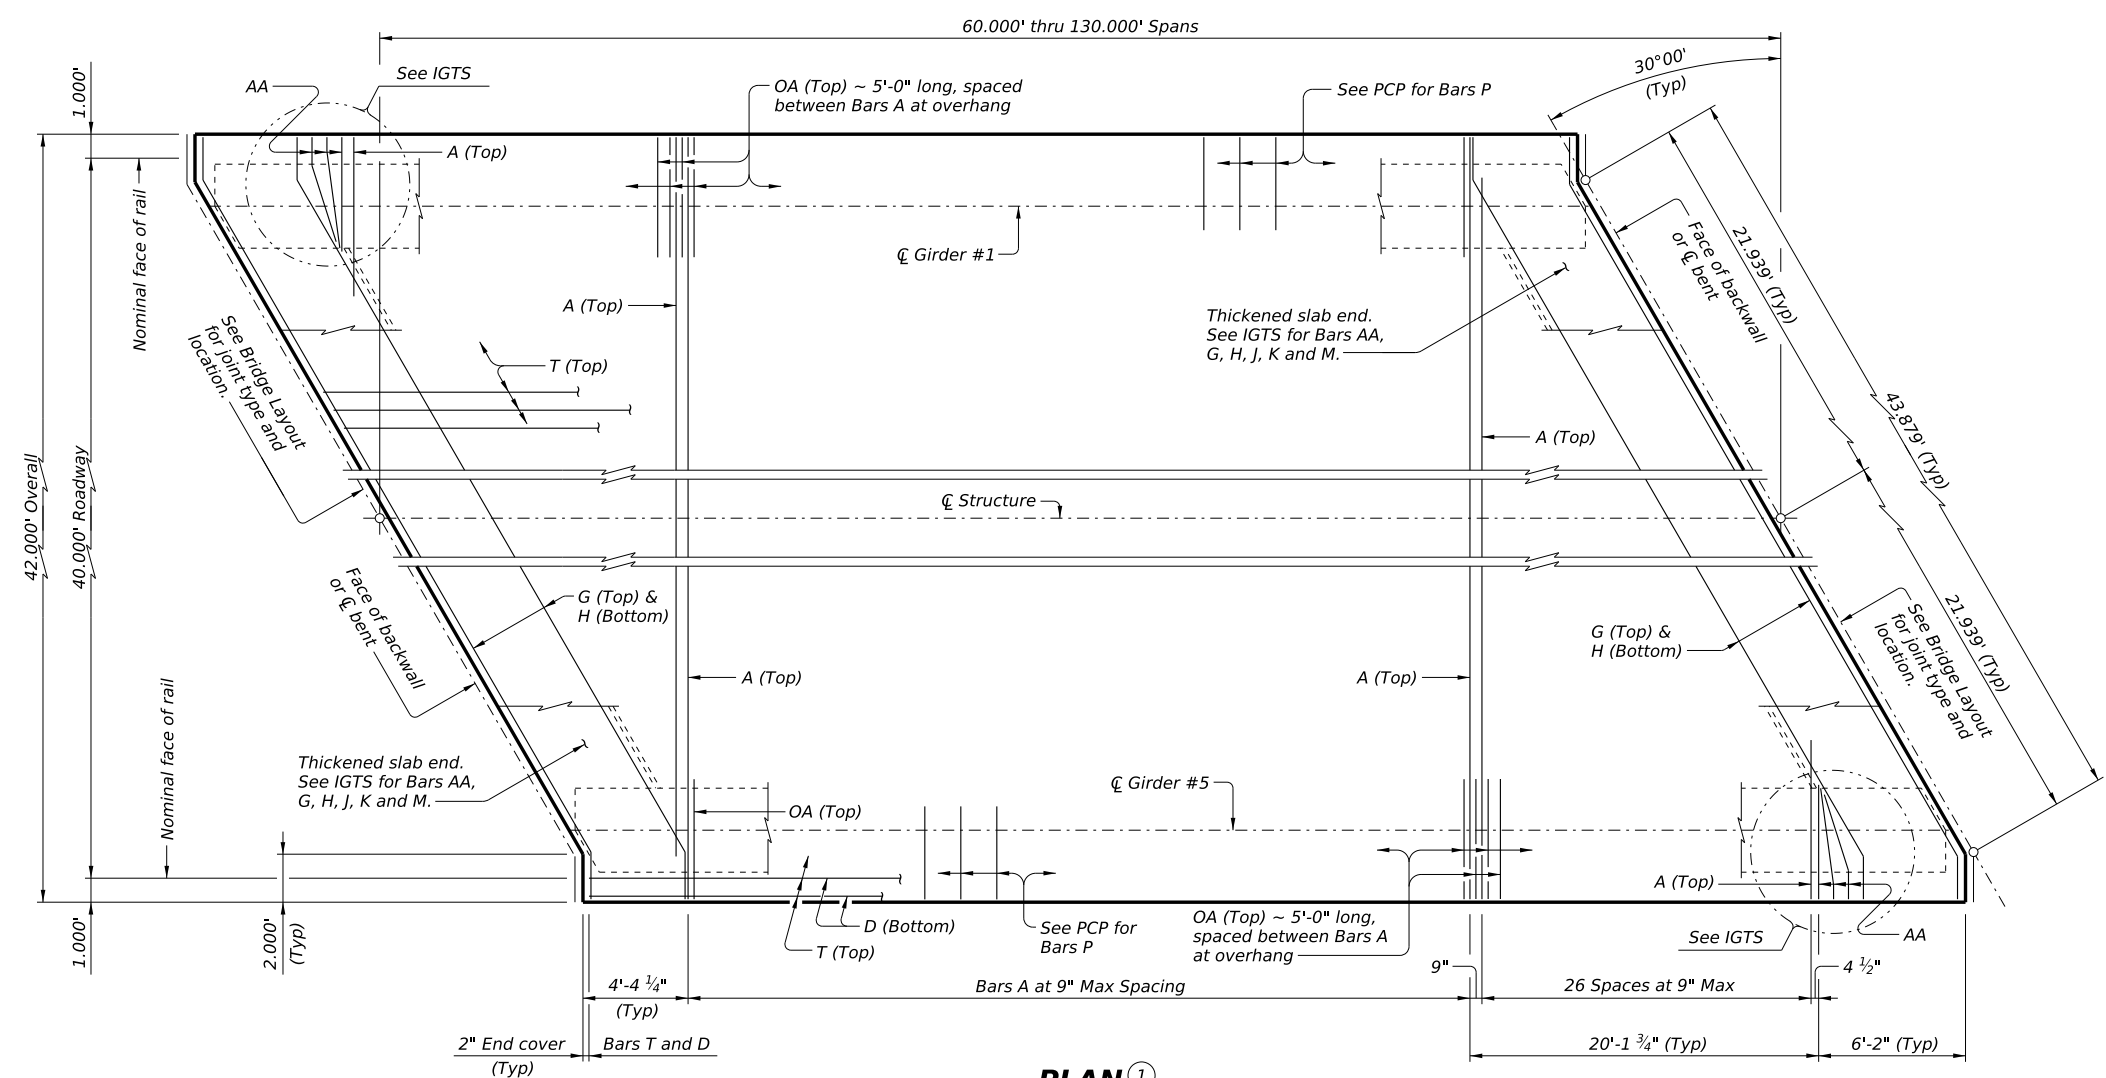 60.000' thru 130.000' Spans
30°00'
(Typ)
1.000'
AA
See IGTS
OA (Top) ~ 5'-0" long, spaced
between Bars A at overhang
See PCP for Bars P
A (Top)
Nominal face of rail
℄ Girder #1
A (Top)
Face of backwall
or ℄ bent
21.939' (Typ)
43.879' (Typ)
Thickened slab end.
See IGTS for Bars AA,
G, H, J, K and M.
See Bridge Layout
for joint type and
location.
T (Top)
A (Top)
42.000' Overall
40.000' Roadway
℄ Structure
Face of backwall
or ℄ bent
G (Top) &
H (Bottom)
G (Top) &
H (Bottom)
21.939' (Typ)
See Bridge Layout
for joint type and
location.
A (Top)
A (Top)
Nominal face of rail
Thickened slab end.
See IGTS for Bars AA,
G, H, J, K and M.
℄ Girder #5
OA (Top)
A (Top)
1.000'
2.000'
(Typ)
D (Bottom)
T (Top)
See PCP for
Bars P
OA (Top) ~ 5'-0" long,
spaced between Bars A
at overhang
See IGTS
AA
9"
4 ½"
4'-4 ¼"
(Typ)
Bars A at 9" Max Spacing
26 Spaces at 9" Max
2" End cover
(Typ)
Bars T and D
20'-1 ¾" (Typ)
6'-2" (Typ)
PLAN 1